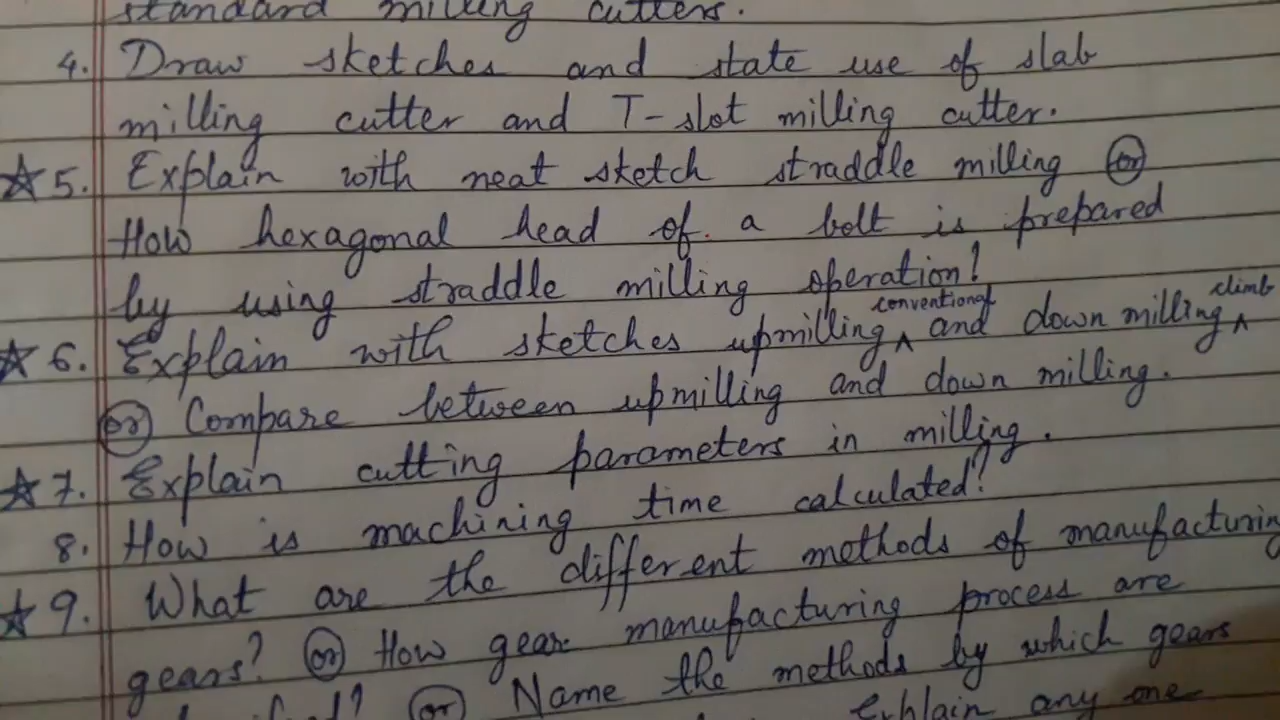 standard milling cutters.
4. Draw sketches and state use of slab
milling cutter and T-slot milling cutter.
☆ 5. Explain with neat sketch straddle milling (or)
How hexagonal head of a bolt is prepared
by using straddle milling operation?
conventional climb
☆ 6. Explain with sketches upmilling ^ and down milling ^
(or) Compare between upmilling and down milling.
☆ 7. Explain cutting parameters in milling.
8. How is machining time calculated?
☆ 9. What are the different methods of manufacturing
gears? (or) How gear manufacturing process are
(or) Name the methods by which gears
explain any one